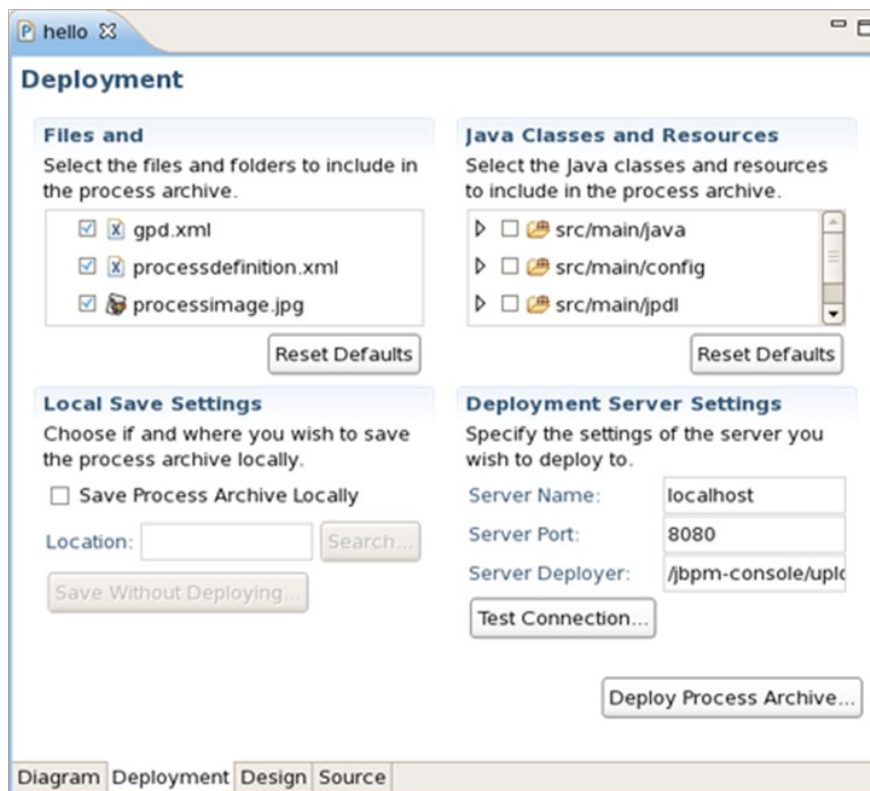 hello
Deployment
Files and
Select the files and folders to include in
the process archive.
gpd.xml
processdefinition.xml
processimage.jpg
Reset Defaults
Java Classes and Resources
Select the Java classes and resources
to include in the process archive.
src/main/java
src/main/config
src/main/jpdl
Reset Defaults
Local Save Settings
Choose if and where you wish to save
the process archive locally.
Save Process Archive Locally
Location:
Search...
Save Without Deploying...
Deployment Server Settings
Specify the settings of the server you
wish to deploy to.
Server Name: localhost
Server Port: 8080
Server Deployer: /jbpm-console/uplo
Test Connection...
Deploy Process Archive...
Diagram Deployment Design Source